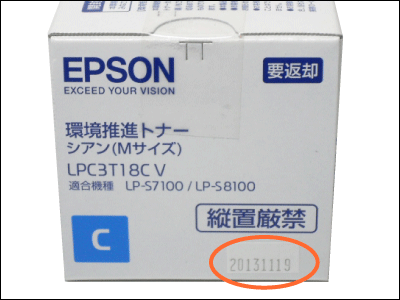 EPSON
EXCEED YOUR VISION
要返却
環境推進トナー
シアン(Mサイズ)
LPC3T18C V
適合機種 LP-S7100 / LP-S8100
縦置厳禁
C
20131119